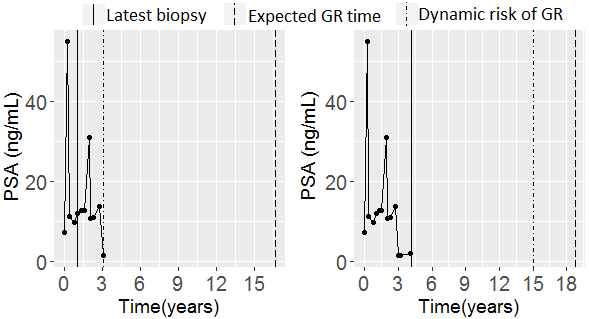 Latest biopsy Expected GR time Dynamic risk of GR
PSA (ng/mL)
40
20
0
0 3 6 9 12 15
Time(years)
PSA (ng/mL)
40
20
0
0 3 6 9 12 15 18
Time(years)